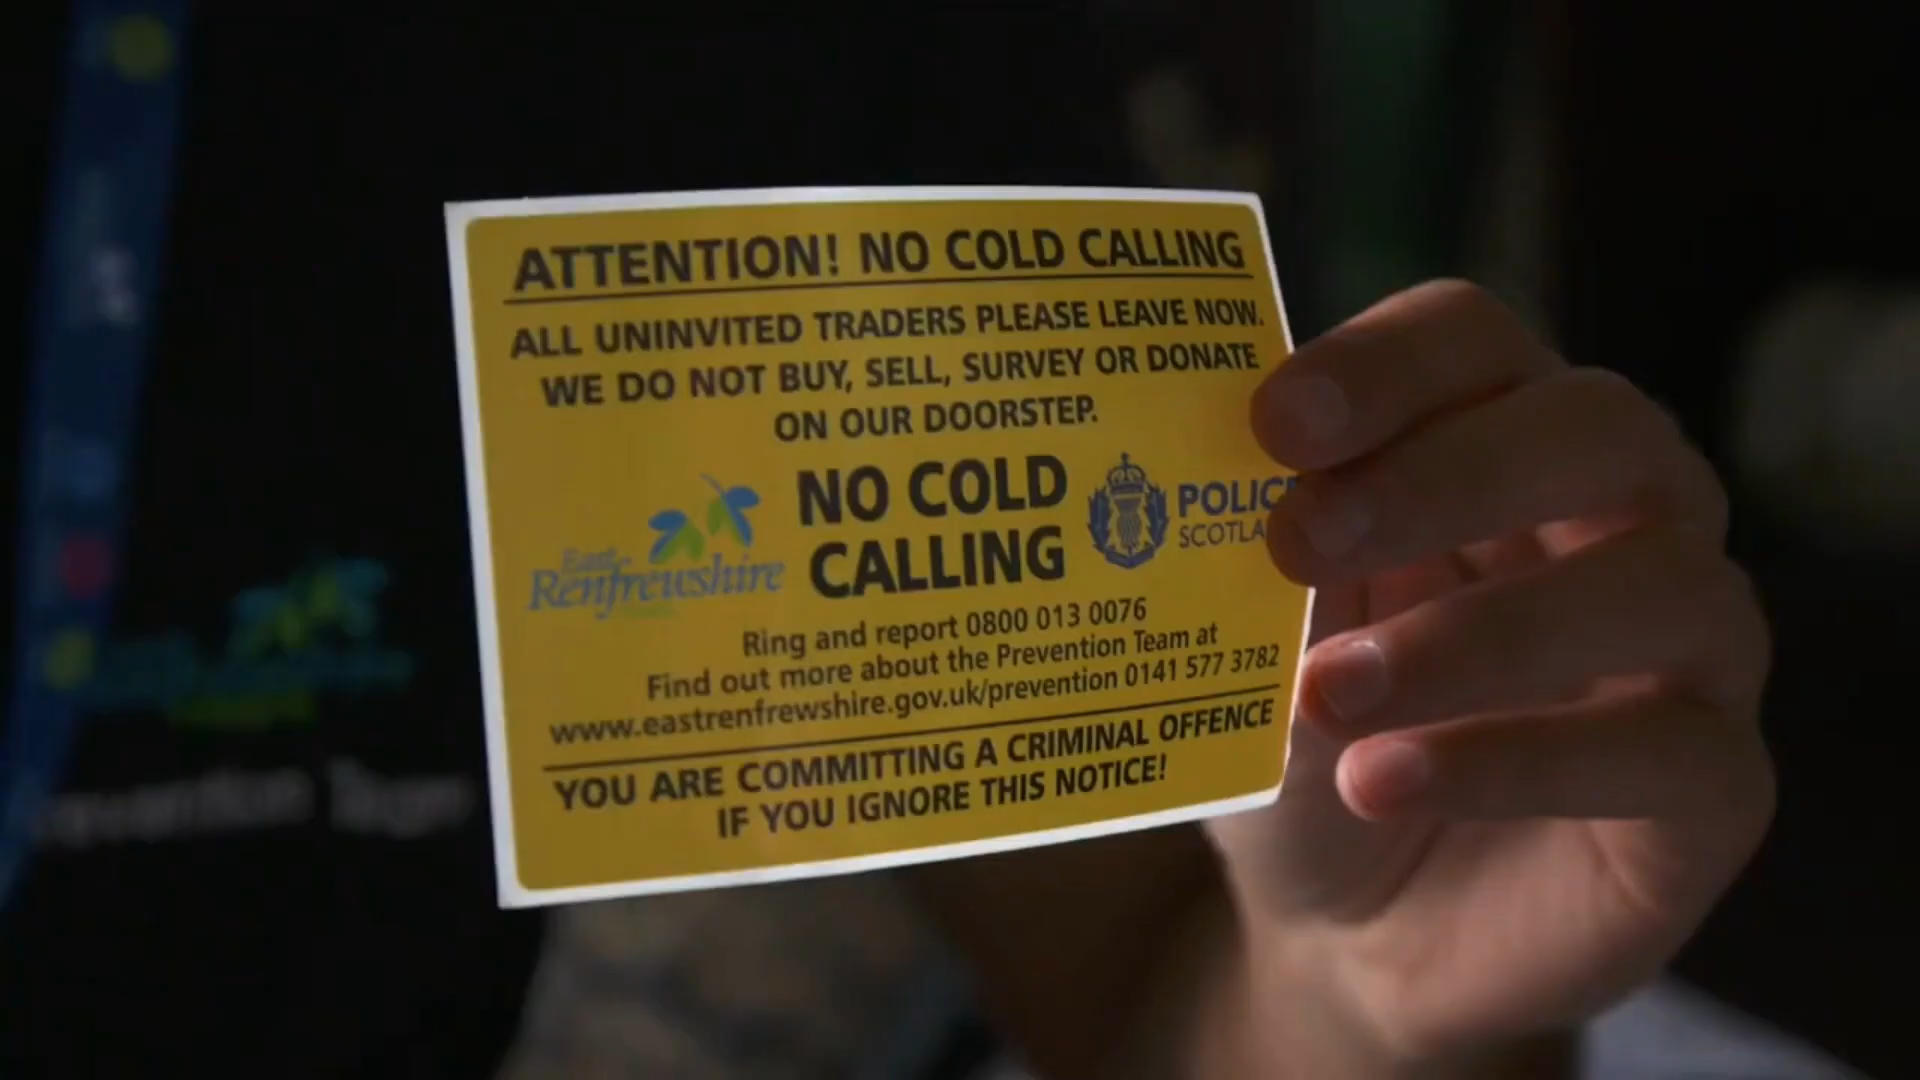 ATTENTION! NO COLD CALLING
ALL UNINVITED TRADERS PLEASE LEAVE NOW.
WE DO NOT BUY, SELL, SURVEY OR DONATE
ON OUR DOORSTEP.
NO COLD
CALLING
East
Renfrewshire
POLICE
SCOTLA
Ring and report 0800 013 0076
Find out more about the Prevention Team at
www.eastrenfrewshire.gov.uk/prevention 0141 577 3782
YOU ARE COMMITTING A CRIMINAL OFFENCE
IF YOU IGNORE THIS NOTICE!